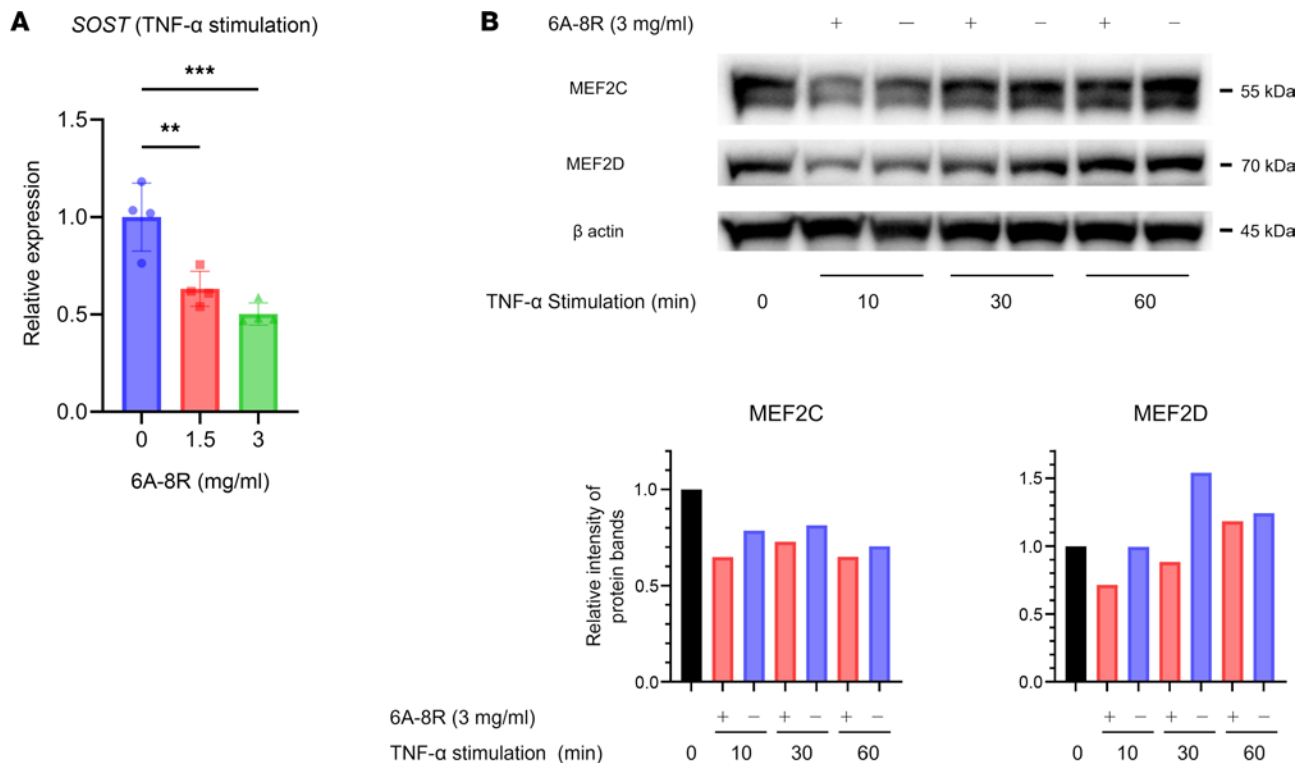 A
SOST (TNF-α stimulation)
***
**
Relative expression
1.5
1.0
0.5
0.0
0 1.5 3
6A-8R (mg/ml)
B
6A-8R (3 mg/ml) + – + – + –
MEF2C
55 kDa
MEF2D
70 kDa
β actin
45 kDa
TNF-α Stimulation (min) 0 10 30 60
MEF2C
Relative intensity of
protein bands
1.0
0.5
0.0
6A-8R (3 mg/ml) + – + – + –
TNF-α stimulation (min) 0 10 30 60
MEF2D
1.5
1.0
0.5
0.0
+ – + – + –
0 10 30 60